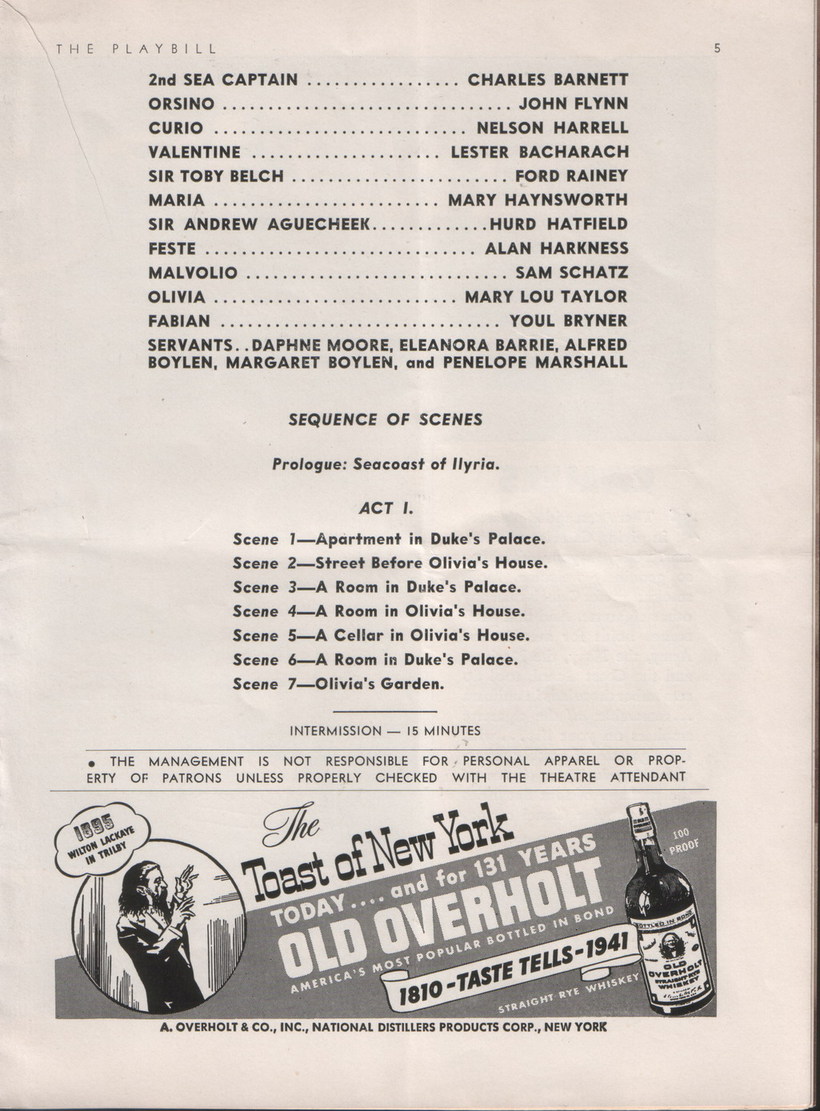 THE PLAYBILL 5
2nd SEA CAPTAIN ................. CHARLES BARNETT
ORSINO ................................ JOHN FLYNN
CURIO ............................ NELSON HARRELL
VALENTINE ..................... LESTER BACHARACH
SIR TOBY BELCH ........................ FORD RAINEY
MARIA ......................... MARY HAYNSWORTH
SIR ANDREW AGUECHEEK.............HURD HATFIELD
FESTE .............................. ALAN HARKNESS
MALVOLIO ............................. SAM SCHATZ
OLIVIA ........................... MARY LOU TAYLOR
FABIAN ............................... YOUL BRYNER
SERVANTS..DAPHNE MOORE, ELEANORA BARRIE, ALFRED
BOYLEN, MARGARET BOYLEN, and PENELOPE MARSHALL
SEQUENCE OF SCENES
Prologue: Seacoast of Ilyria.
ACT I.
Scene 1—Apartment in Duke's Palace.
Scene 2—Street Before Olivia's House.
Scene 3—A Room in Duke's Palace.
Scene 4—A Room in Olivia's House.
Scene 5—A Cellar in Olivia's House.
Scene 6—A Room in Duke's Palace.
Scene 7—Olivia's Garden.
INTERMISSION — 15 MINUTES
● THE MANAGEMENT IS NOT RESPONSIBLE FOR PERSONAL APPAREL OR PROP-
ERTY OF PATRONS UNLESS PROPERLY CHECKED WITH THE THEATRE ATTENDANT
1895
WILTON LACKAYE
IN TRILBY
The
Toast of New York
TODAY.... and for 131 YEARS
OLD OVERHOLT
AMERICA'S MOST POPULAR BOTTLED IN BOND
1810-TASTE TELLS-1941
STRAIGHT RYE WHISKEY
100
PROOF
BOTTLED IN BOND
OLD
OVERHOLT
STRAIGHT RYE
WHISKEY
A. OVERHOLT & CO., INC., NATIONAL DISTILLERS PRODUCTS CORP., NEW YORK